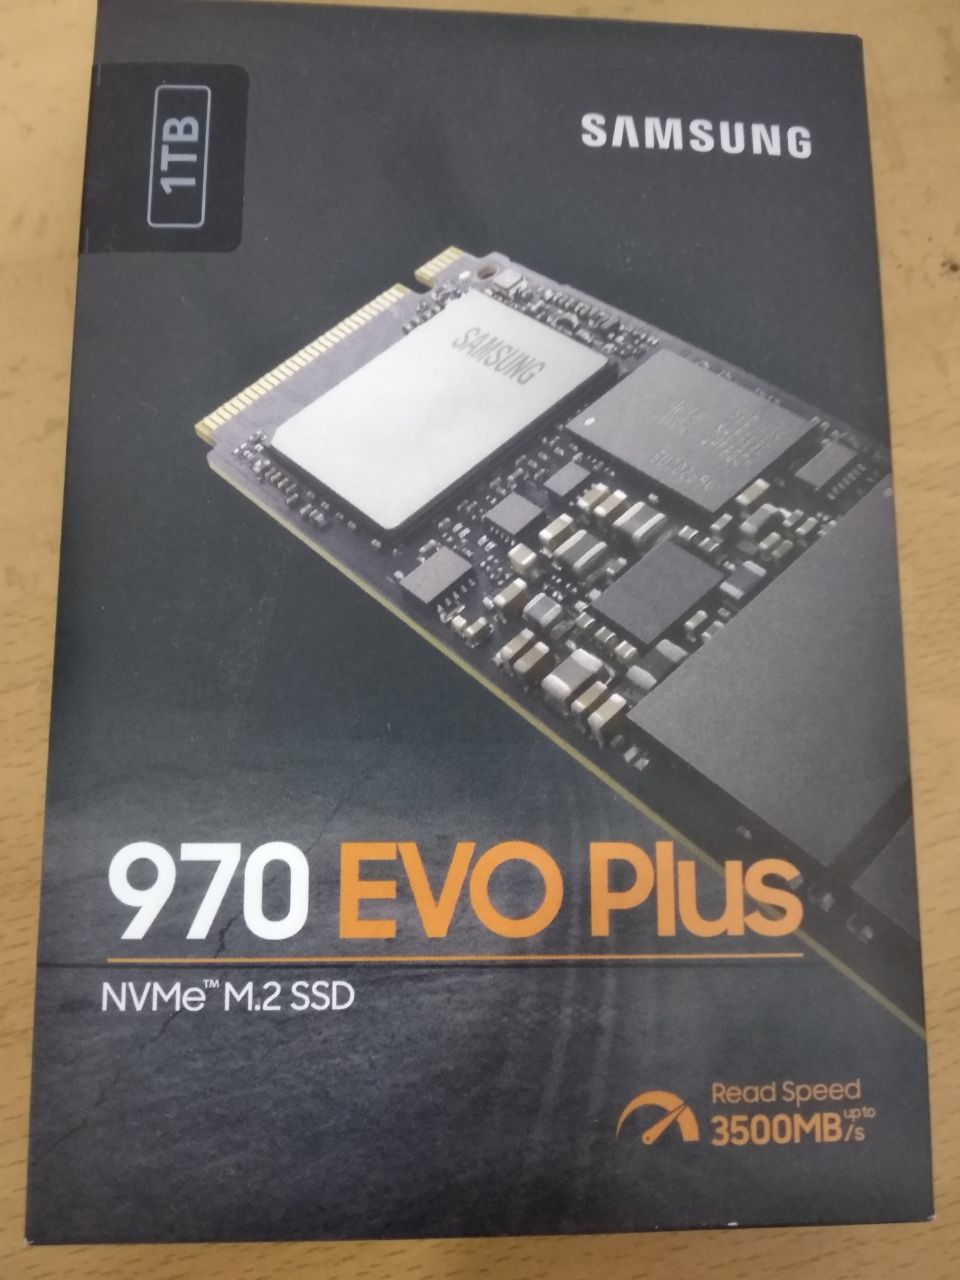 1TB
SAMSUNG
SAMSUNG
970 EVO Plus
NVMe™ M.2 SSD
Read Speed
up to
3500MB/s